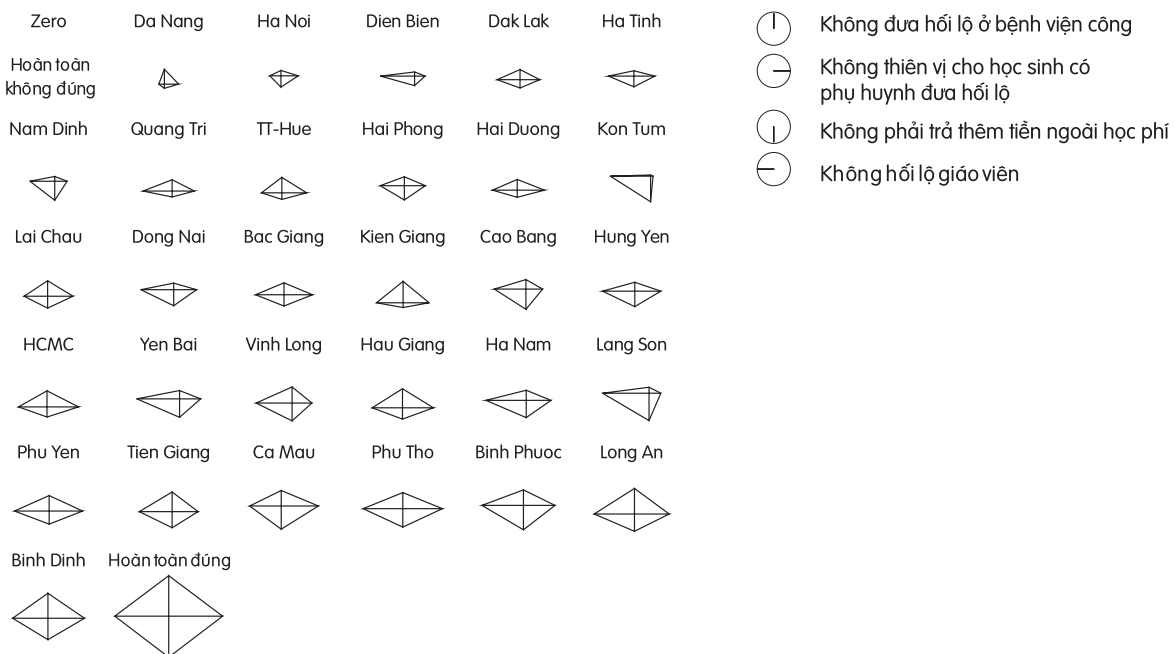 Zero Da Nang Ha Noi Dien Bien Dak Lak Ha Tinh
Hoàn toàn
không đúng
Nam Dinh Quang Tri TT-Hue Hai Phong Hai Duong Kon Tum
Lai Chau Dong Nai Bac Giang Kien Giang Cao Bang Hung Yen
HCMC Yen Bai Vinh Long Hau Giang Ha Nam Lang Son
Phu Yen Tien Giang Ca Mau Phu Tho Binh Phuoc Long An
Binh Dinh Hoàn toàn đúng
Không đưa hối lộ ở bệnh viện công
Không thiên vị cho học sinh có
phụ huynh đưa hối lộ
Không phải trả thêm tiền ngoài học phí
Không hối lộ giáo viên